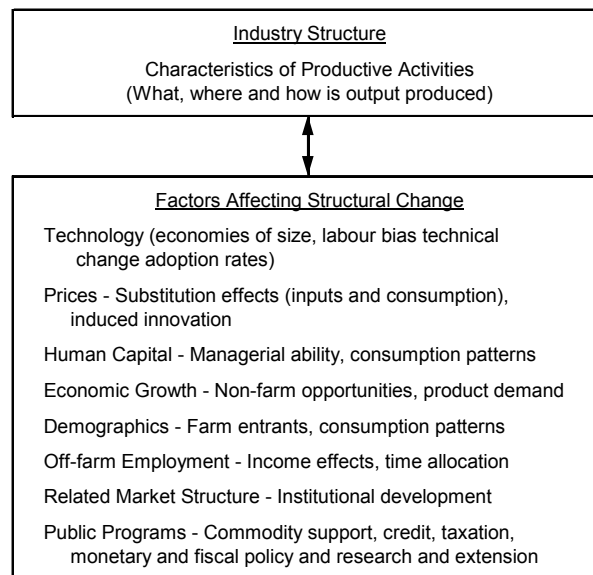 Industry Structure
Characteristics of Productive Activities
(What, where and how is output produced)
Factors Affecting Structural Change
Technology (economies of size, labour bias technical
change adoption rates)
Prices - Substitution effects (inputs and consumption),
induced innovation
Human Capital - Managerial ability, consumption patterns
Economic Growth - Non-farm opportunities, product demand
Demographics - Farm entrants, consumption patterns
Off-farm Employment - Income effects, time allocation
Related Market Structure - Institutional development
Public Programs - Commodity support, credit, taxation,
monetary and fiscal policy and research and extension